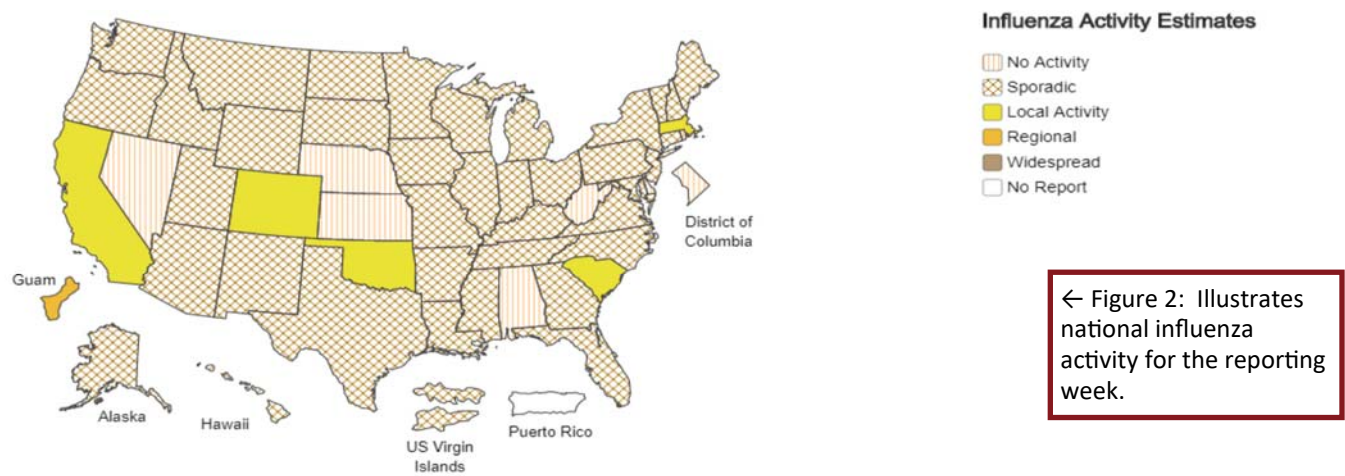 Influenza Activity Estimates
No Activity
Sporadic
Local Activity
Regional
Widespread
No Report
District of
Columbia
Guam
Alaska
Hawaii
US Virgin
Islands
Puerto Rico
← Figure 2: Illustrates
national influenza
activity for the reporting
week.